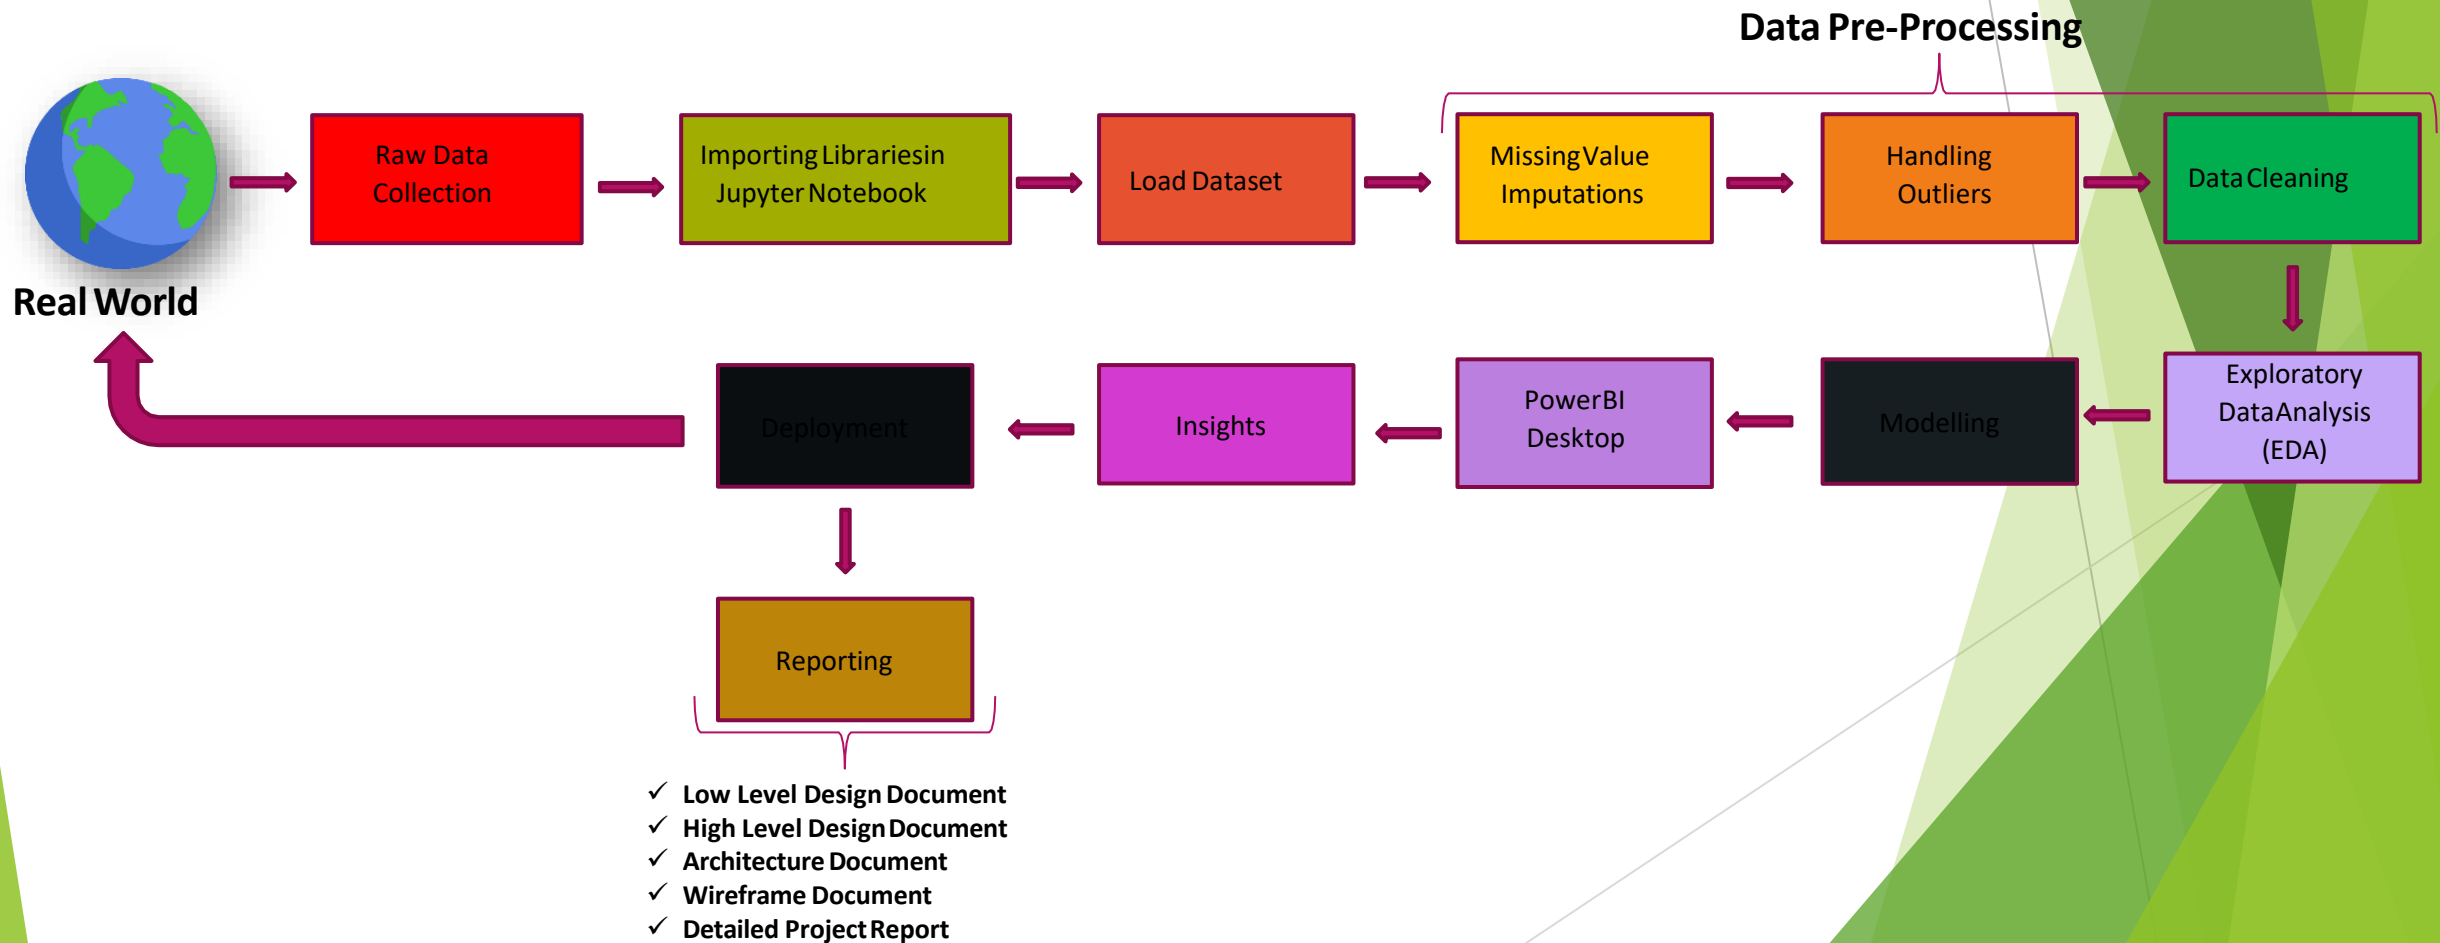 Data Pre-Processing
Raw Data
Collection
Importing Librariesin
Jupyter Notebook
Load Dataset
Missing Value
Imputations
Handling
Outliers
Data Cleaning
Real World
Exploratory
Data Analysis
(EDA)
Modelling
PowerBI
Desktop
Insights
Deployment
Reporting
✓ Low Level Design Document
✓ High Level Design Document
✓ Architecture Document
✓ Wireframe Document
✓ Detailed Project Report